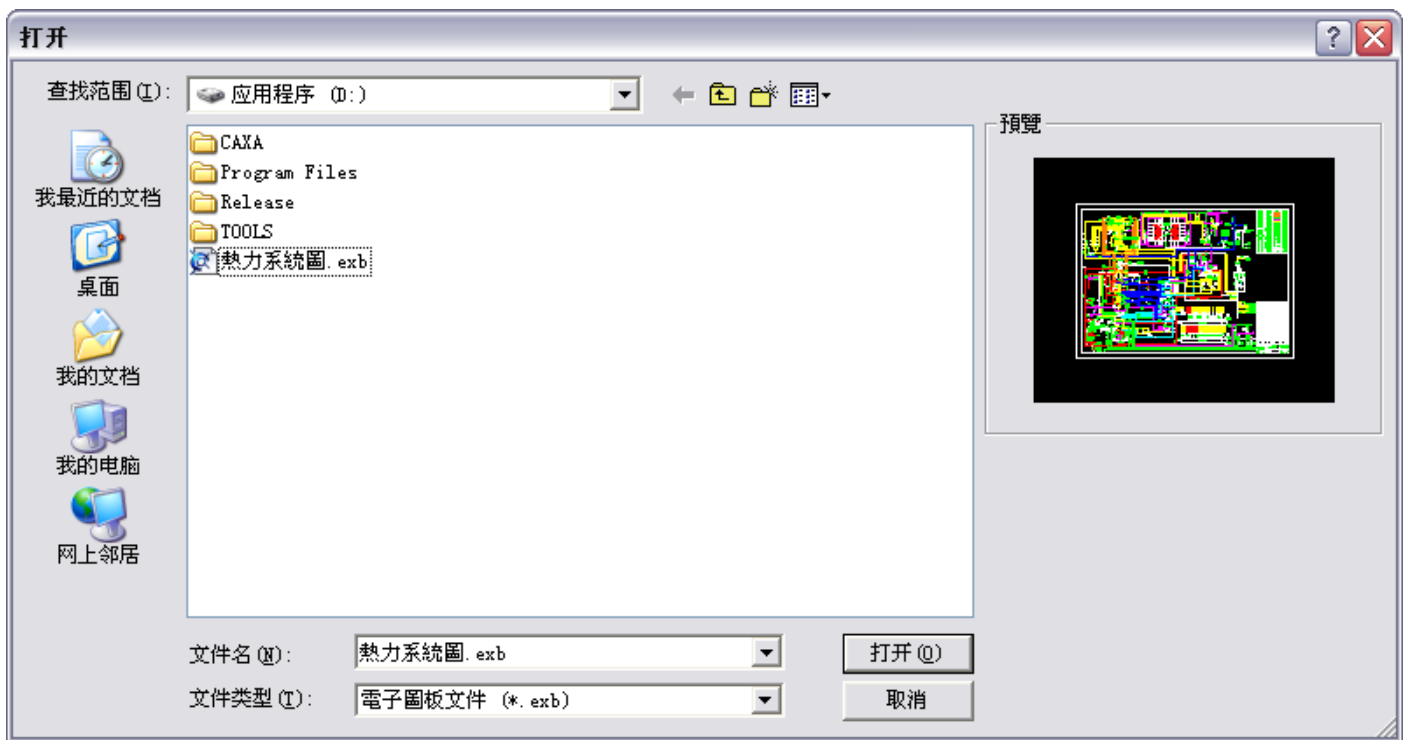 打开
查找范围(I):
应用程序 (D:)
預覽
CAXA
Program Files
Release
TOOLS
熱力系統圖.exb
我最近的文档
桌面
我的文档
我的电脑
网上邻居
文件名(N):
熱力系統圖.exb
打开(O)
文件类型(T):
電子圖板文件 (*.exb)
取消